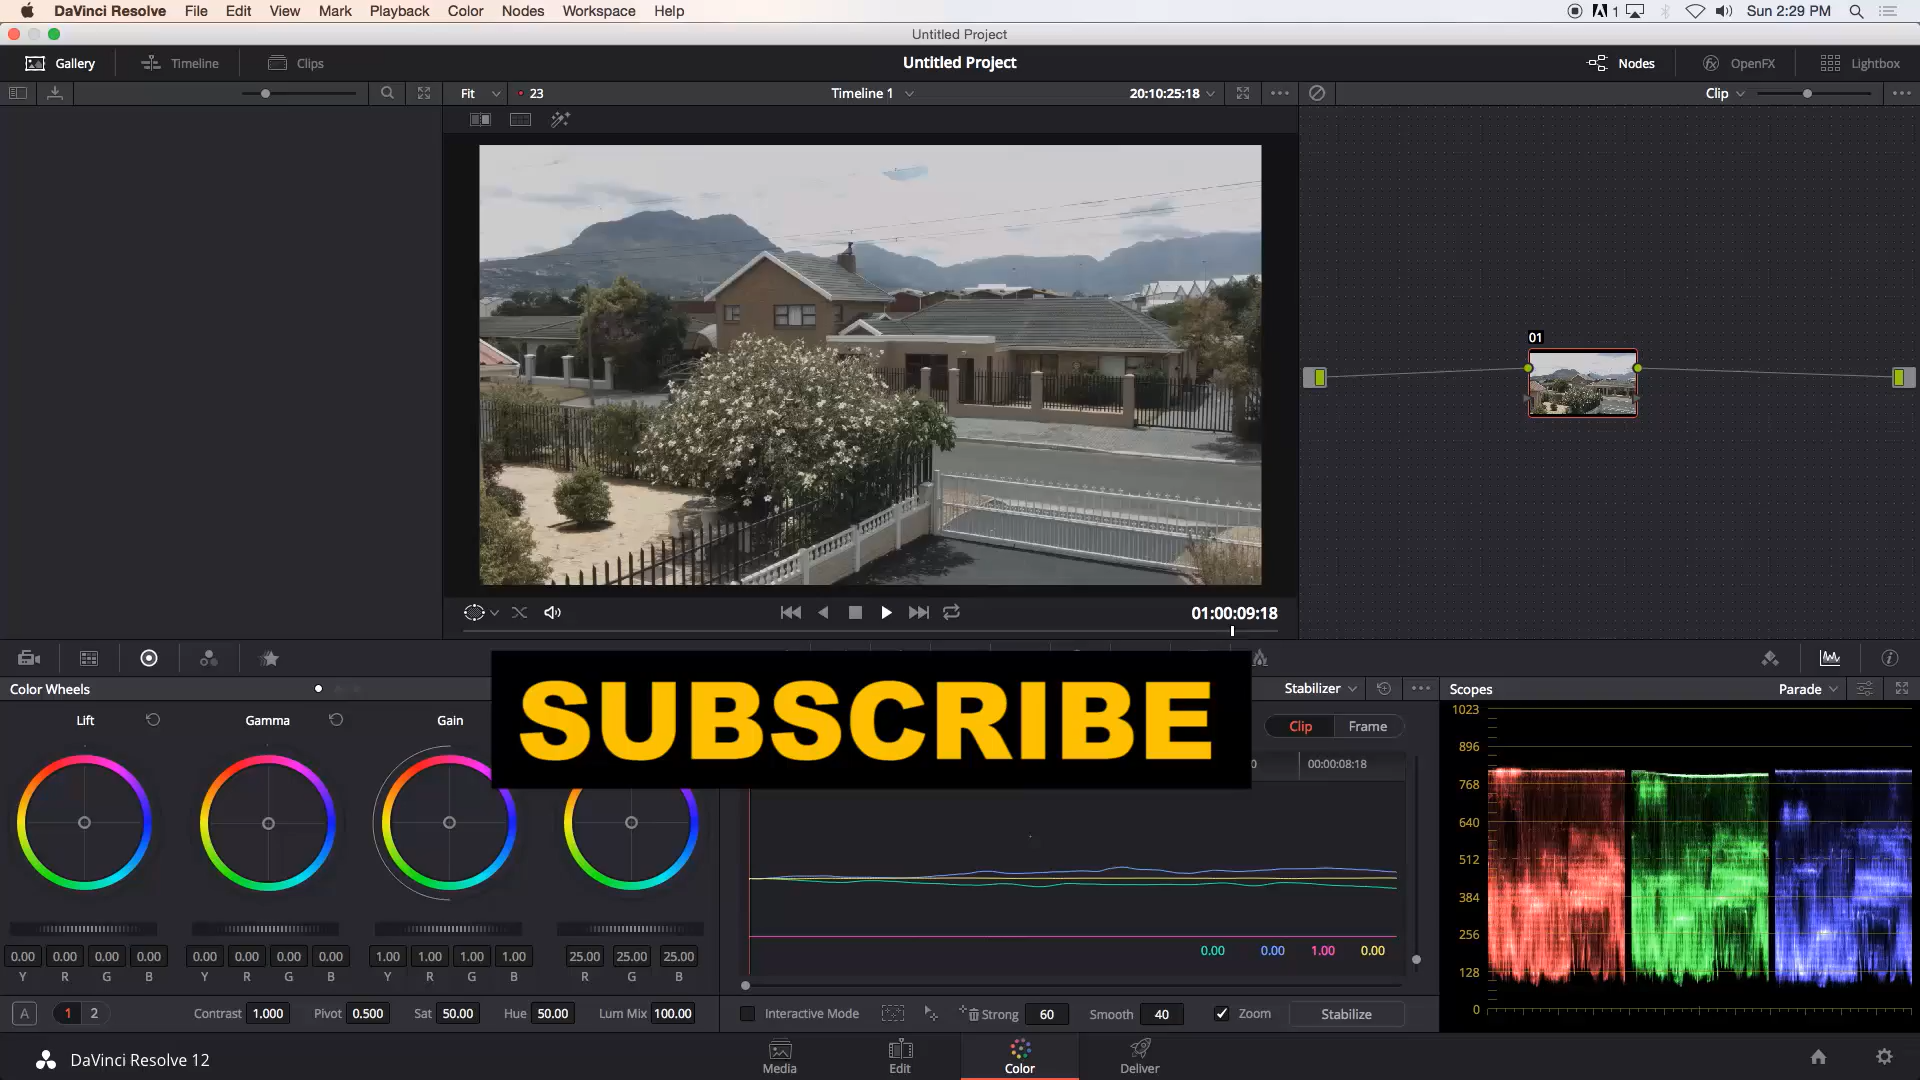 DaVinci Resolve File Edit View Mark Playback Color Nodes Workspace Help 1 Sun 2:29 PM
Untitled Project
Gallery Timeline Clips Untitled Project Nodes OpenFX Lightbox
Fit 23 Timeline 1 20:10:25:18 Clip
01
01:00:09:18
Color Wheels Stabilizer Scopes Parade
SUBSCRIBE
Lift Gamma Gain Clip Frame
0 00:00:08:18
1023
896
768
640
512
384
256
128
0
0.00 0.00 1.00 0.00
0.00 0.00 0.00 0.00 0.00 0.00 0.00 0.00 1.00 1.00 1.00 1.00 25.00 25.00 25.00
Y R G B Y R G B Y R G B R G B
A 1 2 Contrast 1.000 Pivot 0.500 Sat 50.00 Hue 50.00 Lum Mix 100.00 Interactive Mode Strong 60 Smooth 40 Zoom Stabilize
DaVinci Resolve 12 Media Edit Color Deliver